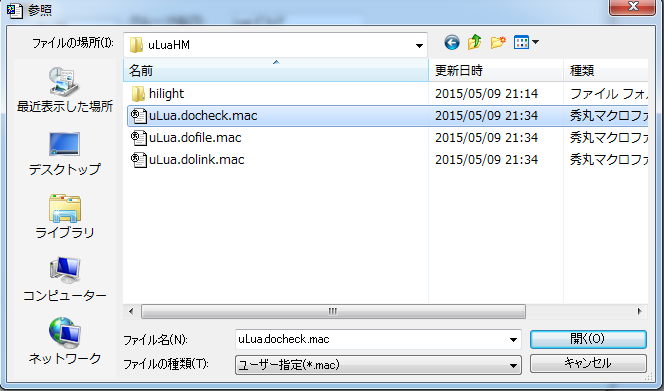 参照
ファイルの場所(I):
uLuaHM
名前
更新日時
種類
hilight
2015/05/09 21:14
ファイル フォ
uLua.docheck.mac
2015/05/09 21:34
秀丸マクロファ
uLua.dofile.mac
2015/05/09 21:34
秀丸マクロファ
uLua.dolink.mac
2015/05/09 21:34
秀丸マクロファ
最近表示した場所
デスクトップ
ライブラリ
コンピューター
ネットワーク
ファイル名(N):
uLua.docheck.mac
開く(O)
ファイルの種類(T):
ユーザー指定(*.mac)
キャンセル